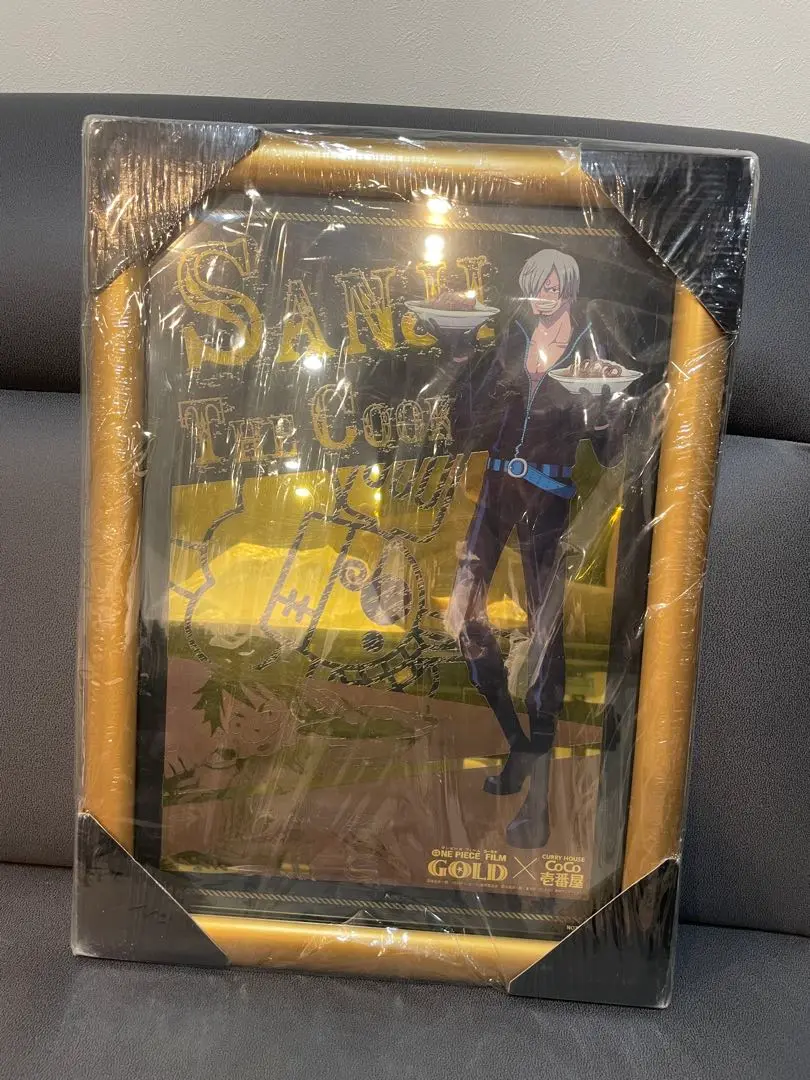 SANJI
THE COOK
ONE PIECE FILM
GOLD
×
CURRY HOUSE
CoCo
壱番屋